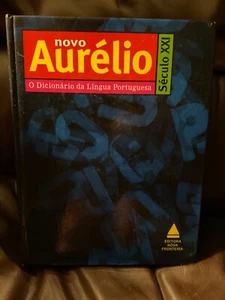 novo
Aurélio
Século XXI
O Dicionário da Língua Portuguesa
EDITORA
NOVA
FRONTEIRA